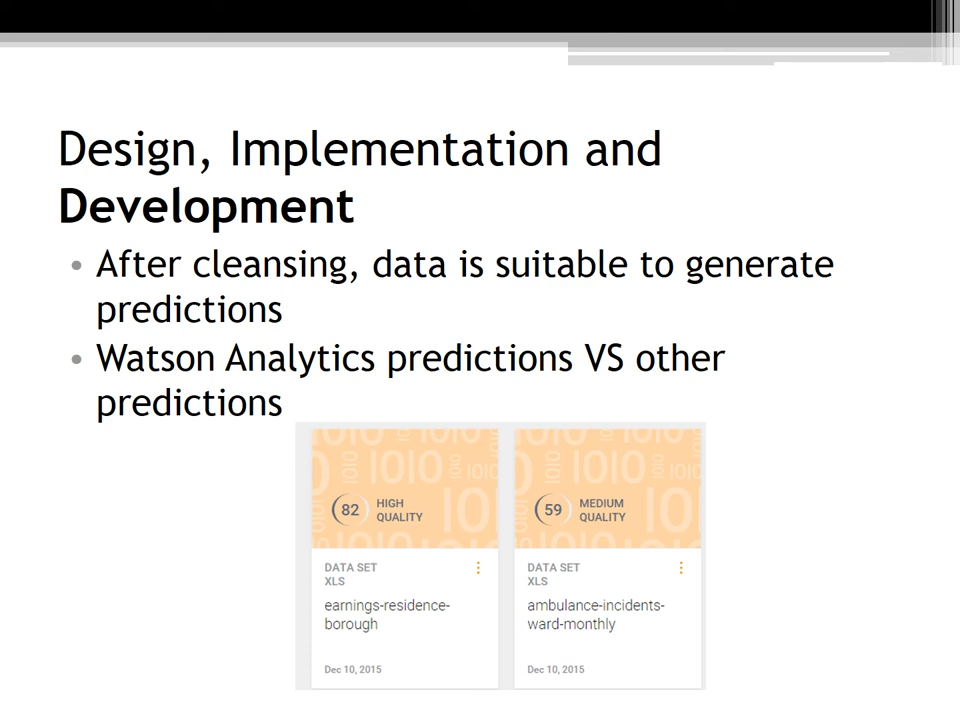 Design, Implementation and
Development
• After cleansing, data is suitable to generate
predictions
• Watson Analytics predictions VS other
predictions
82 HIGH QUALITY
DATA SET
XLS
earnings-residence-
borough
Dec 10, 2015
59 MEDIUM QUALITY
DATA SET
XLS
ambulance-incidents-
ward-monthly
Dec 10, 2015